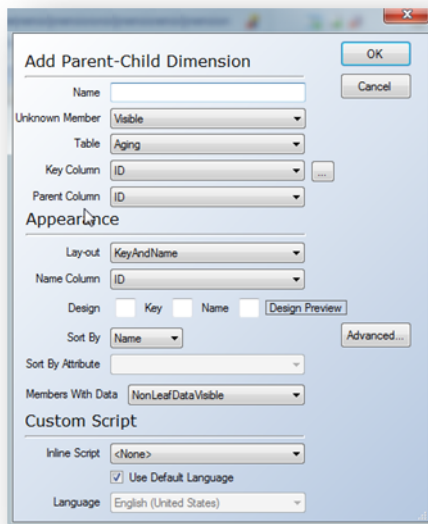 Add Parent-Child Dimension
OK
Name
Cancel
Unknown Member Visible
Table Aging
Key Column ID ...
Parent Column ID
Appearance
Lay-out KeyAndName
Name Column ID
Design Key Name Design Preview
Sort By Name Advanced...
Sort By Attribute
Members With Data NonLeafDataVisible
Custom Script
Inline Script <None>
Use Default Language
Language English (United States)